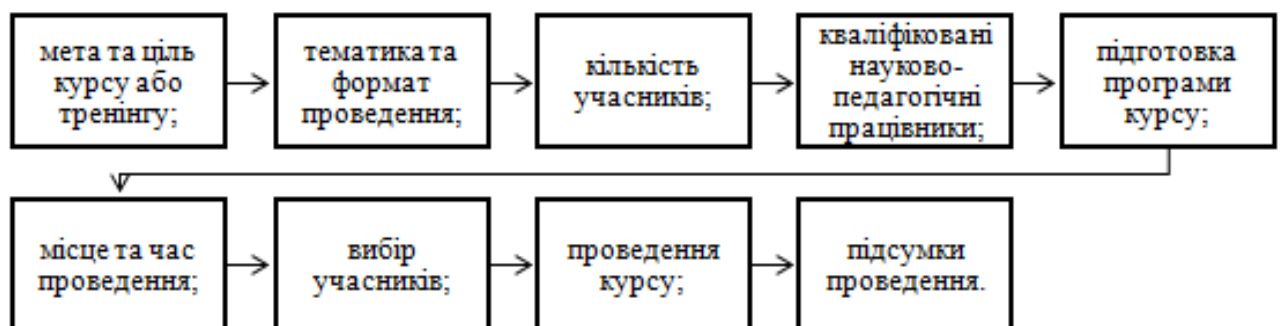 мета та ціль
курсу або
тренінгу;
тематика та
формат
проведення;
кількість
учасників;
кваліфіковані
науково-
педагогічні
працівники;
підготовка
програми
курсу;
місце та час
проведення;
вибір
учасників;
проведення
курсу;
підсумки
проведення.